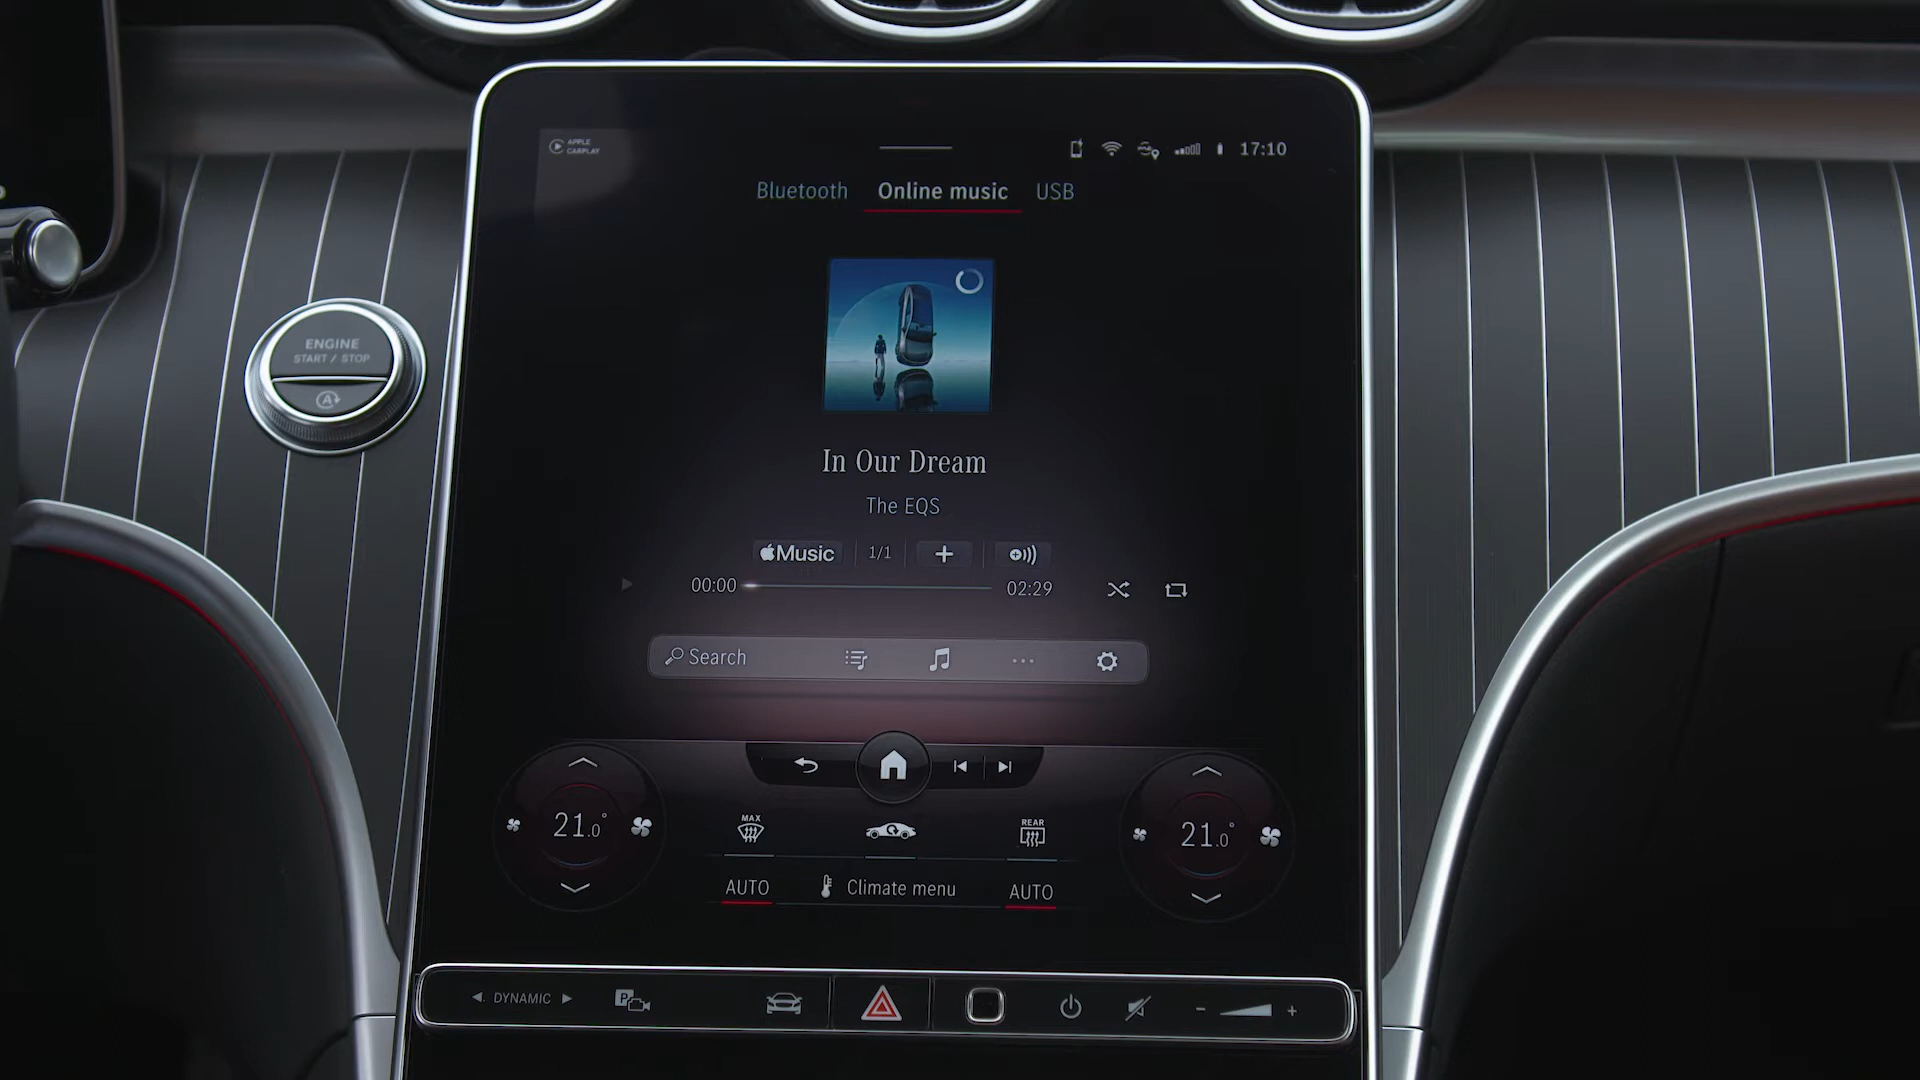 APPLE
CARPLAY
17:10
Bluetooth Online music USB
ENGINE
START / STOP
A
In Our Dream
The EQS
Music 1/1 +
00:00 02:29
Search
MAX
REAR
21.0° 21.0°
AUTO Climate menu AUTO
DYNAMIC P - +